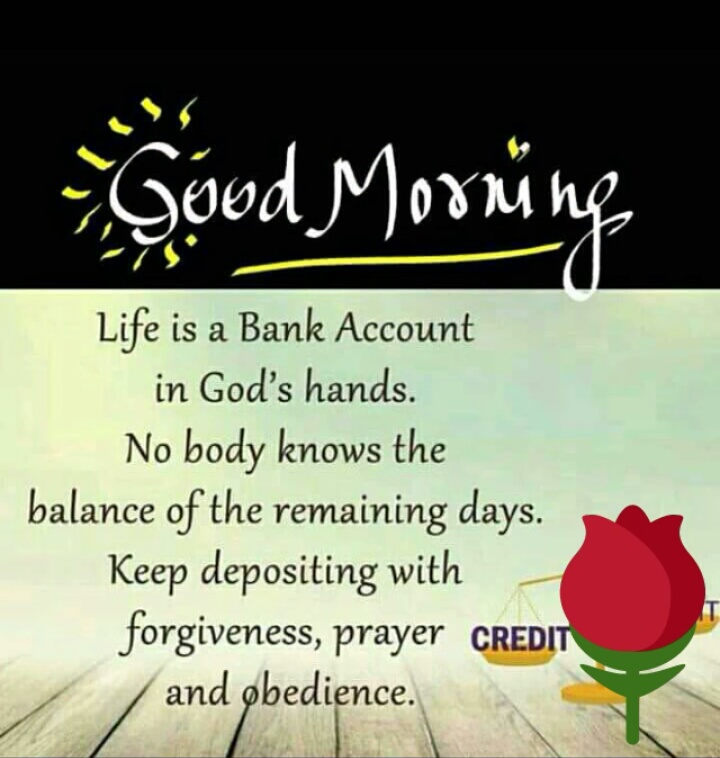 Good Morning
Life is a Bank Account
in God's hands.
No body knows the
balance of the remaining days.
Keep depositing with
forgiveness, prayer
and obedience.
CREDIT